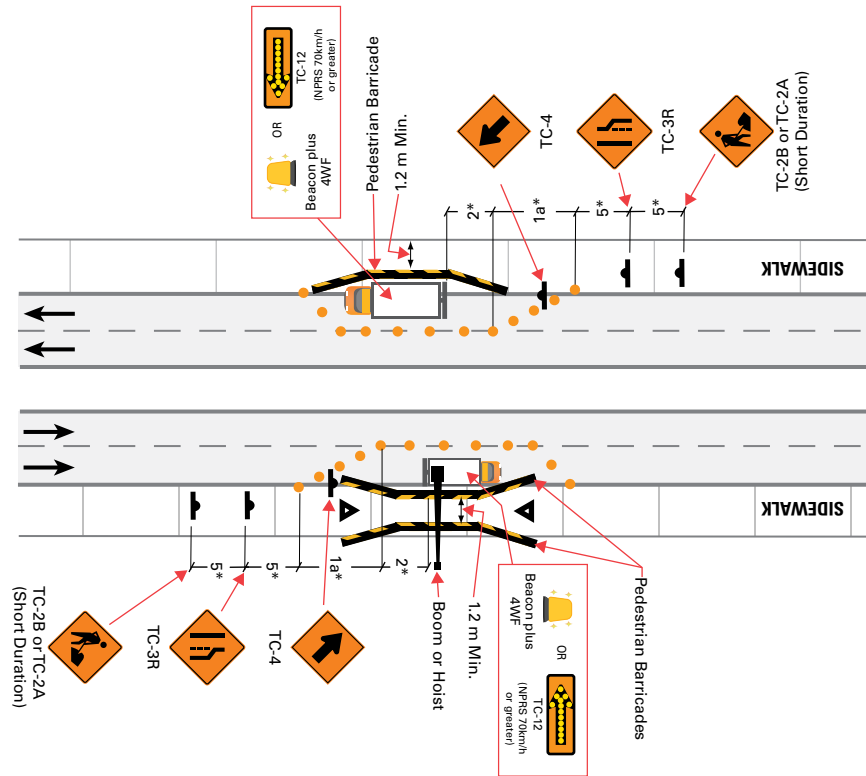 TC-12
(NPRS 70km/h
or greater)
OR
Beacon plus
4WF
Pedestrian Barricade
1.2 m Min.
TC-4
TC-3R
TC-2B or TC-2A
(Short Duration)
2*
1a*
5*
5*
SIDEWALK
SIDEWALK
5*
5*
1a*
2*
TC-2B or TC-2A
(Short Duration)
TC-3R
TC-4
Boom or Hoist
1.2 m Min.
Beacon plus
4WF
OR
TC-12
(NPRS 70km/h
or greater)
Pedestrian Barricades